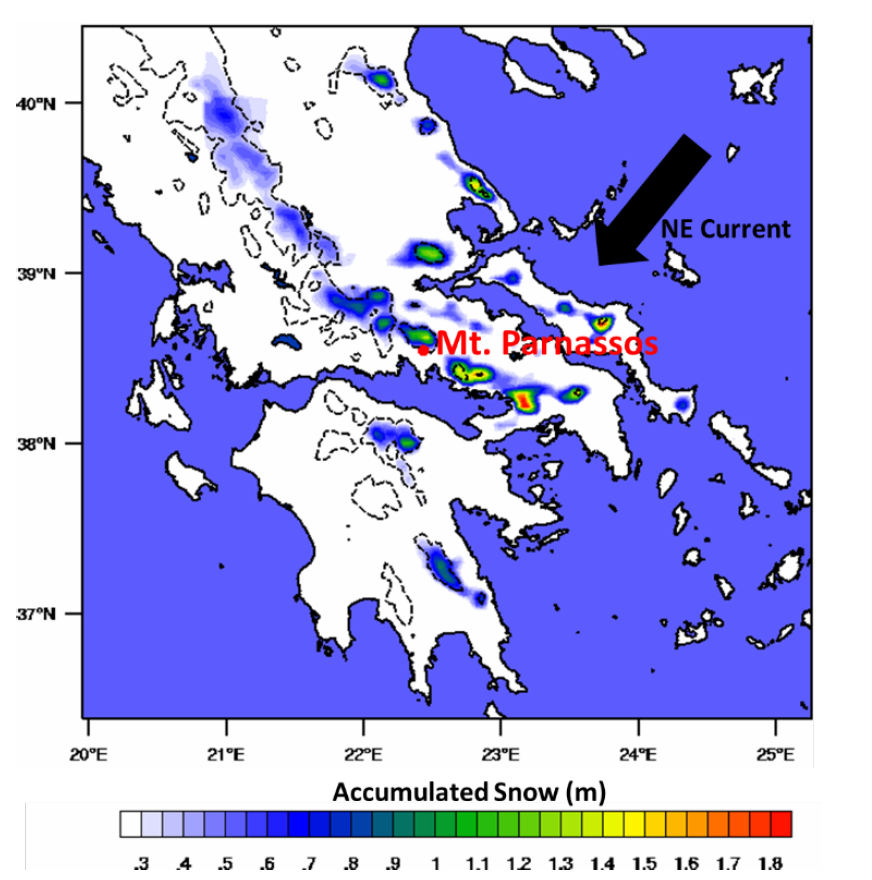 40°N
NE Current
39°N
Mt. Parnassos
38°N
37°N
20°E 21°E 22°E 23°E 24°E 25°E
Accumulated Snow (m)
.3 .4 .5 .6 .7 .8 .9 1 1.1 1.2 1.3 1.4 1.5 1.6 1.7 1.8